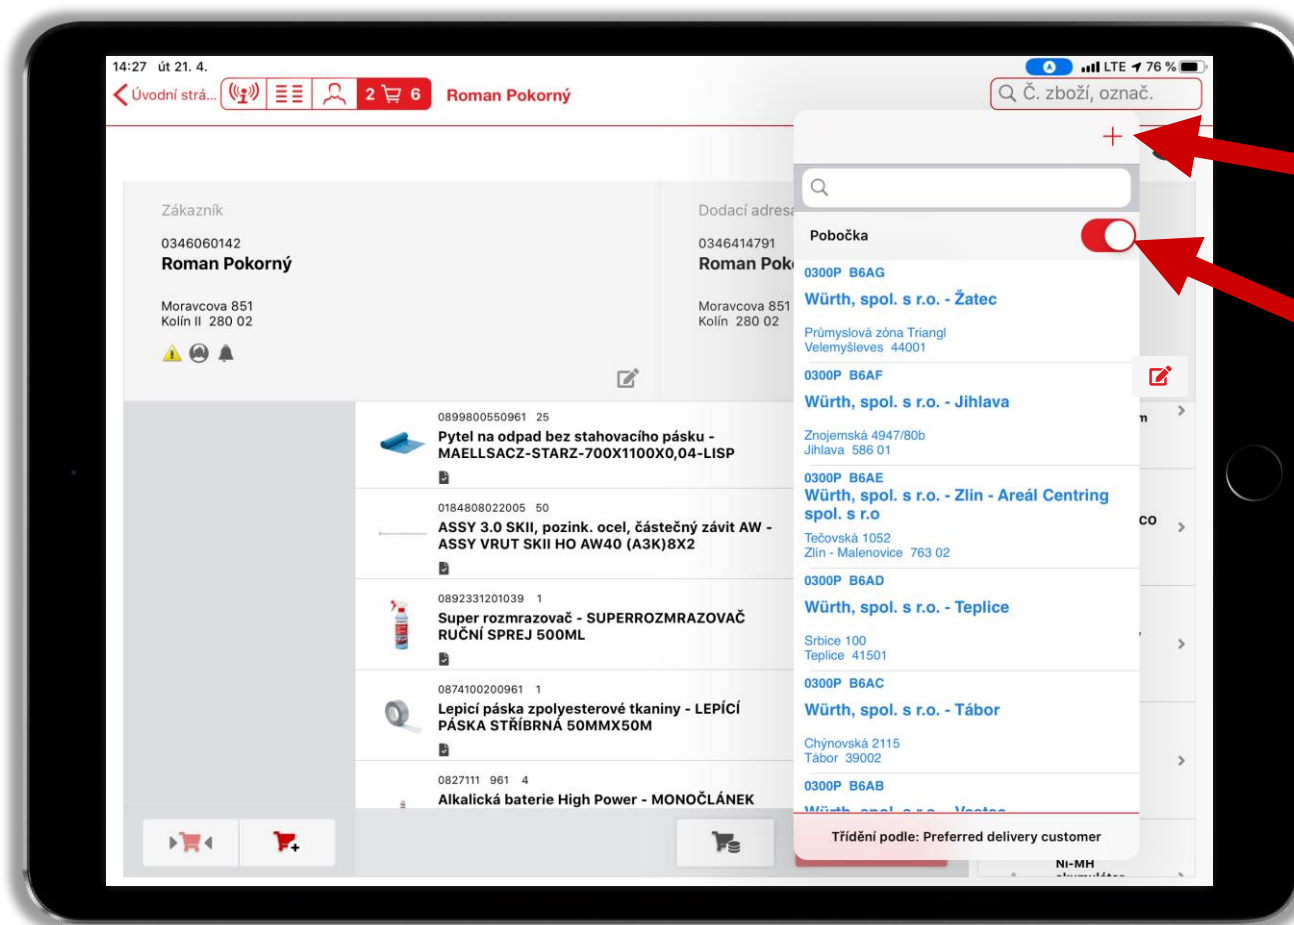 14:27 út 21. 4.
LTE 76 %
Úvodní strá...
2 6
Roman Pokorný
Č. zboží, označ.
Zákazník
0346060142
Roman Pokorný
Moravcova 851
Kolín II 280 02
Dodací adresa
0346414791
Roman Pok
Moravcova 851
Kolín 280 02
Pobočka
0300P B6AG
Würth, spol. s r.o. - Žatec
Průmyslová zóna Triangl
Velemyšleves 44001
0300P B6AF
Würth, spol. s r.o. - Jihlava
Znojemská 4947/80b
Jihlava 586 01
0300P B6AE
Würth, spol. s r.o. - Zlin - Areál Centring
spol. s r.o
Tečovská 1052
Zlín - Malenovice 763 02
0300P B6AD
Würth, spol. s r.o. - Teplice
Srbice 100
Teplice 41501
0300P B6AC
Würth, spol. s r.o. - Tábor
Chýnovská 2115
Tábor 39002
0300P B6AB
Třídění podle: Preferred delivery customer
0899800550961 25
Pytel na odpad bez stahovacího pásku -
MAELLSACZ-STARZ-700X1100X0,04-LISP
0184808022005 50
ASSY 3.0 SKII, pozink. ocel, částečný závit AW -
ASSY VRUT SKII HO AW40 (A3K)8X2
0892331201039 1
Super rozmrazovač - SUPERROZMRAZOVAČ
RUČNÍ SPREJ 500ML
0874100200961 1
Lepicí páska zpolyesterové tkaniny - LEPÍCÍ
PÁSKA STŘÍBRNÁ 50MMX50M
0827111 961 4
Alkalická baterie High Power - MONOČLÁNEK
m
co
Ni-MH